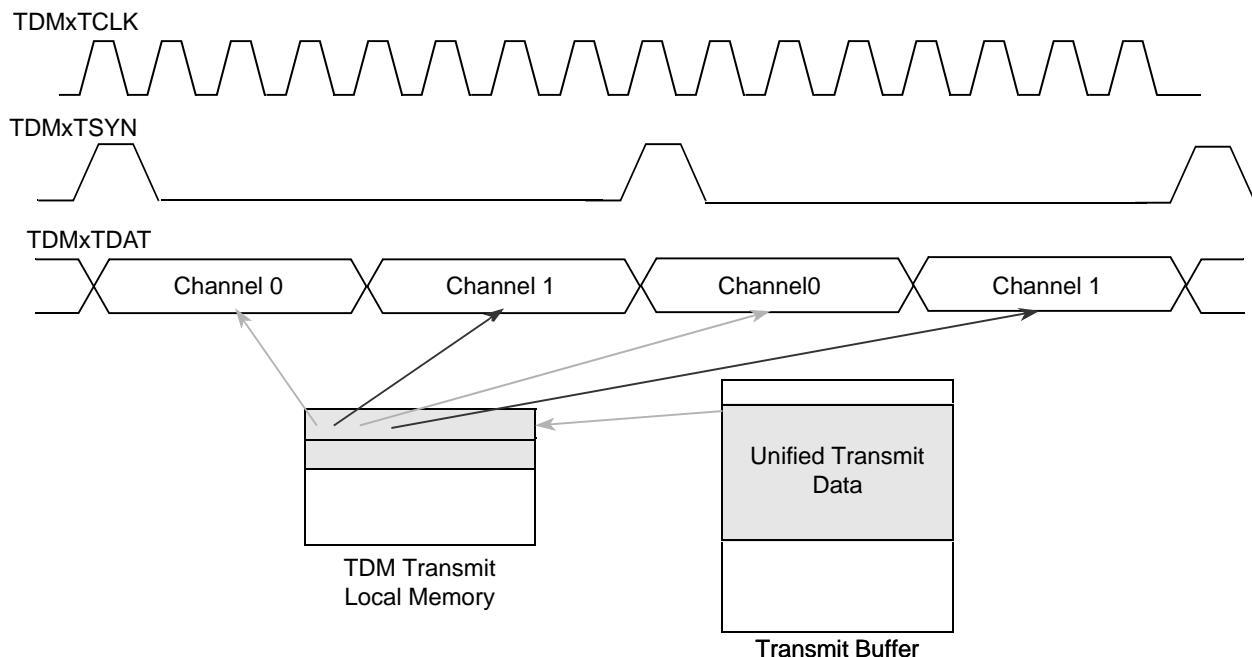 TDMxTCLK
TDMxTSYN
TDMxTDAT
Channel 0
Channel 1
Channel0
Channel 1
Unified Transmit
Data
TDM Transmit
Local Memory
Transmit Buffer